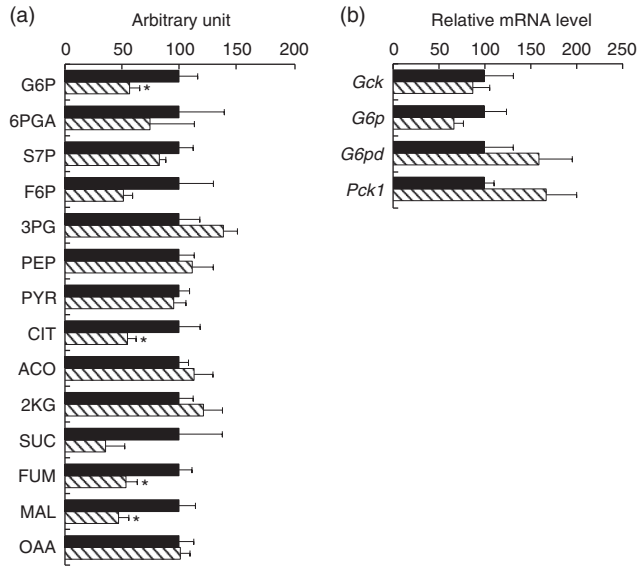 (a)
Arbitrary unit
0 50 100 150 200
G6P
*
6PGA
S7P
F6P
3PG
PEP
PYR
CIT
*
ACO
2KG
SUC
FUM
*
MAL
*
OAA
(b)
Relative mRNA level
0 50 100 150 200 250
Gck
G6p
G6pd
Pck1